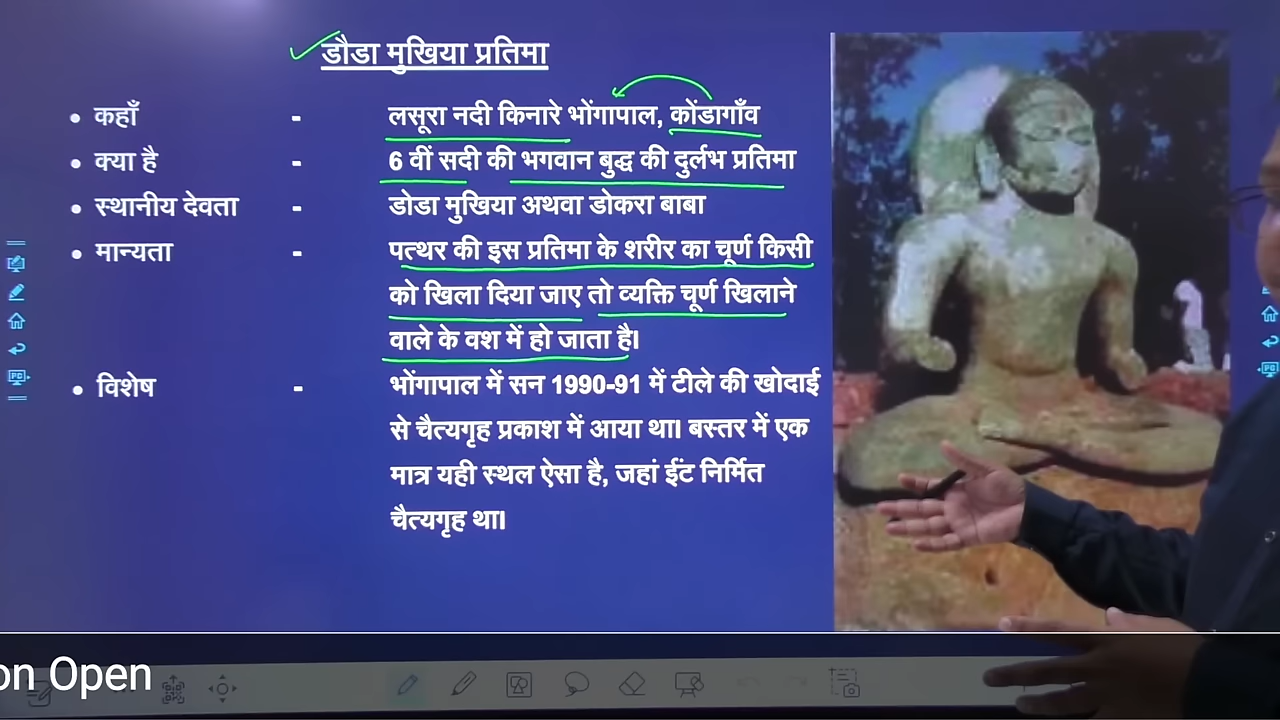 डौडा मुखिया प्रतिमा
• कहाँ - लसूरा नदी किनारे भोंगापाल, कोंडागाँव
• क्या है - 6 वीं सदी की भगवान बुद्ध की दुर्लभ प्रतिमा
• स्थानीय देवता - डोडा मुखिया अथवा डोकरा बाबा
• मान्यता - पत्थर की इस प्रतिमा के शरीर का चूर्ण किसी
को खिला दिया जाए तो व्यक्ति चूर्ण खिलाने
वाले के वश में हो जाता है।
• विशेष - भोंगापाल में सन 1990-91 में टीले की खोदाई
से चैत्यगृह प्रकाश में आया था। बस्तर में एक
मात्र यही स्थल ऐसा है, जहां ईंट निर्मित
चैत्यगृह था।
on Open